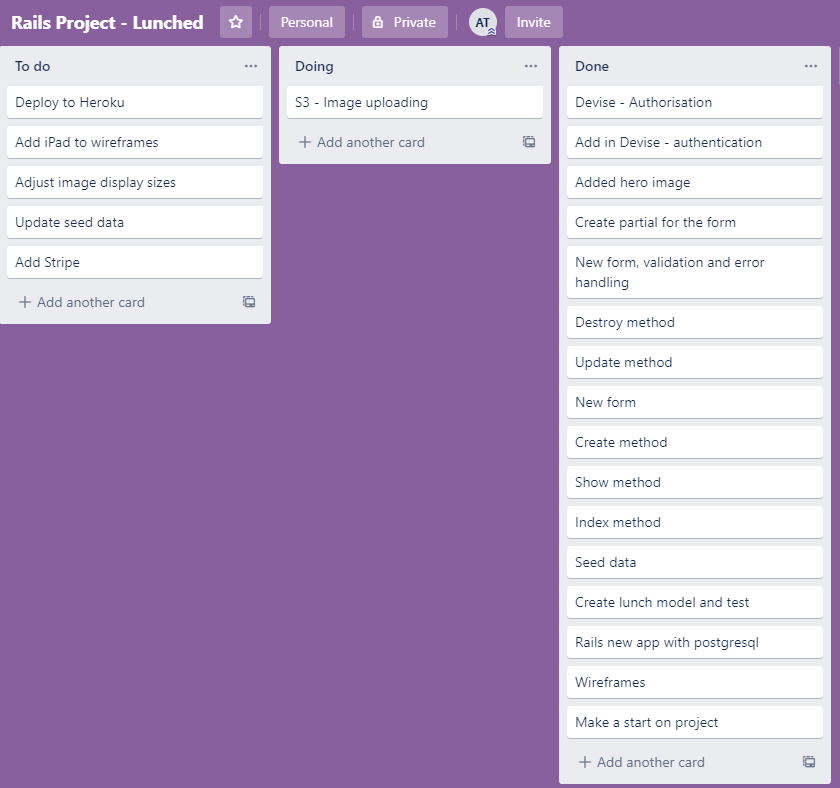 Rails Project - Lunched
Personal
Private
AT
Invite
To do
Deploy to Heroku
Add iPad to wireframes
Adjust image display sizes
Update seed data
Add Stripe
+ Add another card
Doing
S3 - Image uploading
+ Add another card
Done
Devise - Authorisation
Add in Devise - authentication
Added hero image
Create partial for the form
New form, validation and error
handling
Destroy method
Update method
New form
Create method
Show method
Index method
Seed data
Create lunch model and test
Rails new app with postgresql
Wireframes
Make a start on project
+ Add another card